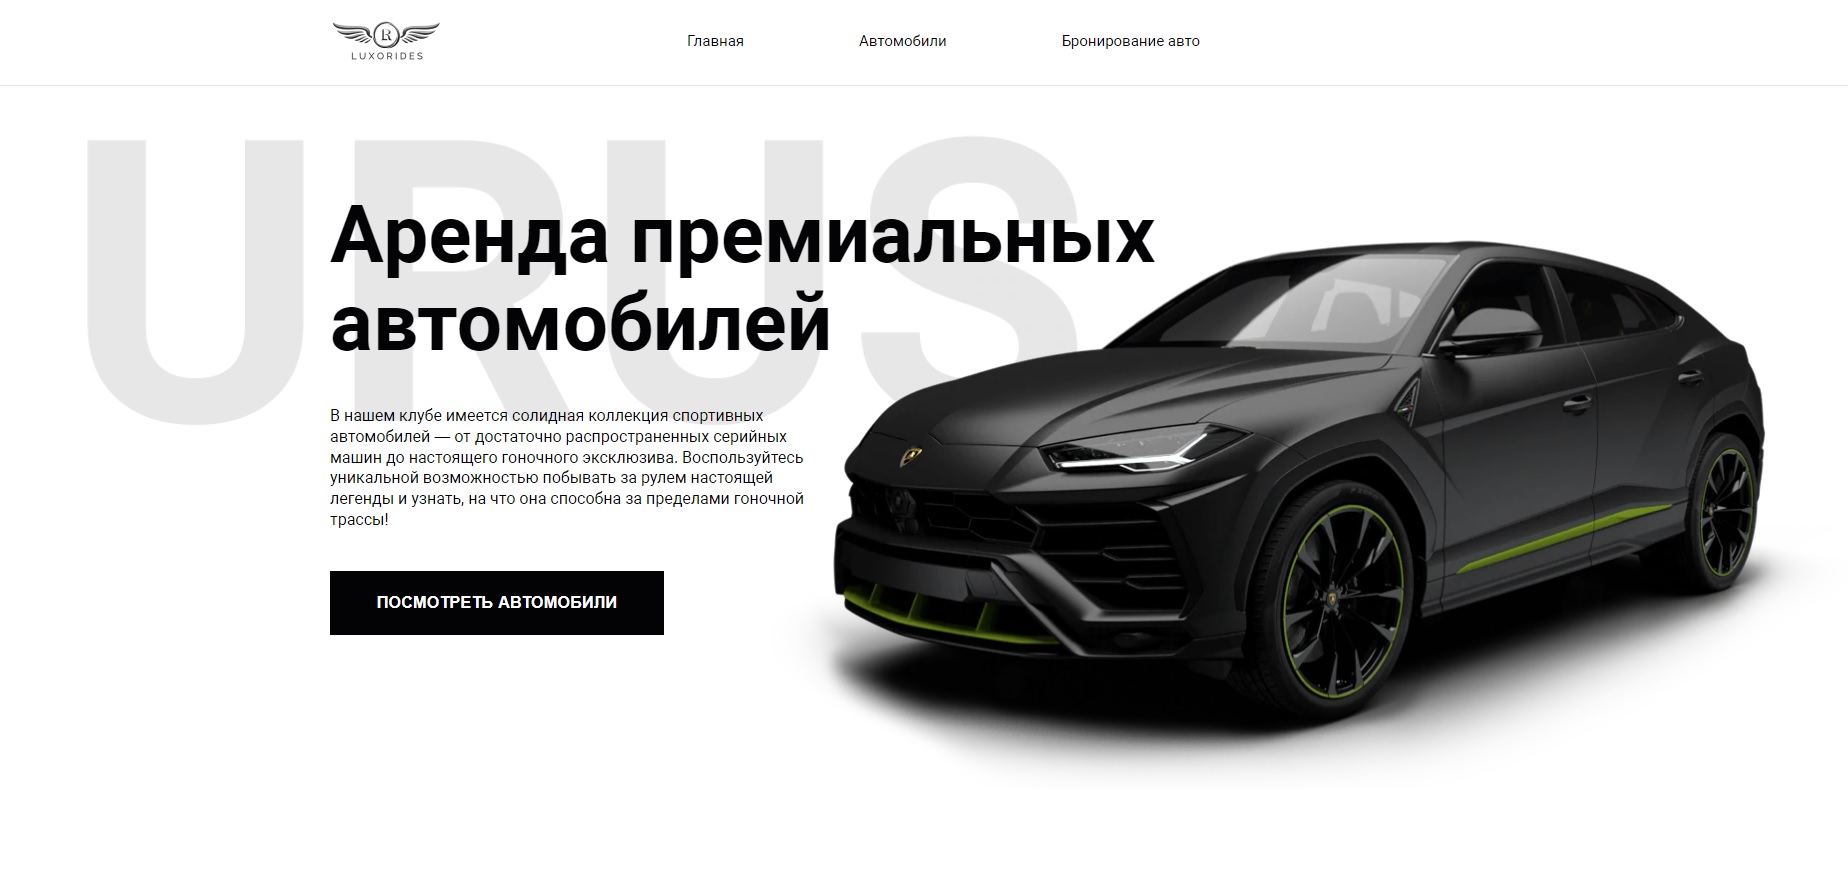 LR
LUXORIDES
Главная
Автомобили
Бронирование авто
URUS
Аренда премиальных
автомобилей
В нашем клубе имеется солидная коллекция спортивных
автомобилей — от достаточно распространенных серийных
машин до настоящего гоночного эксклюзива. Воспользуйтесь
уникальной возможностью побывать за рулем настоящей
легенды и узнать, на что она способна за пределами гоночной
трассы!
ПОСМОТРЕТЬ АВТОМОБИЛИ